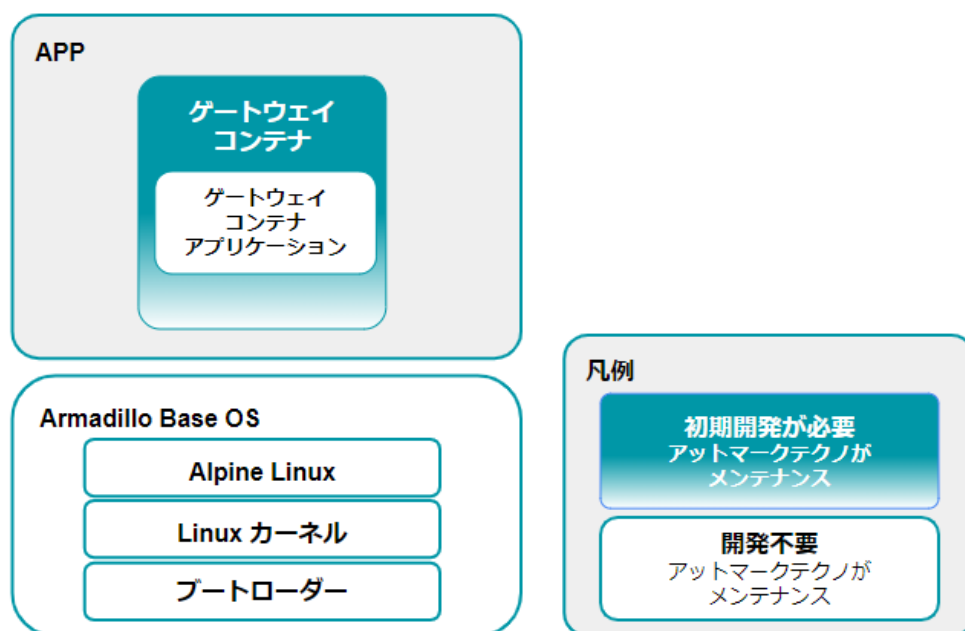 APP
ゲートウェイ
コンテナ
ゲートウェイ
コンテナ
アプリケーション
Armadillo Base OS
Alpine Linux
Linux カーネル
ブートローダー
凡例
初期開発が必要
アットマークテクノが
メンテナンス
開発不要
アットマークテクノが
メンテナンス